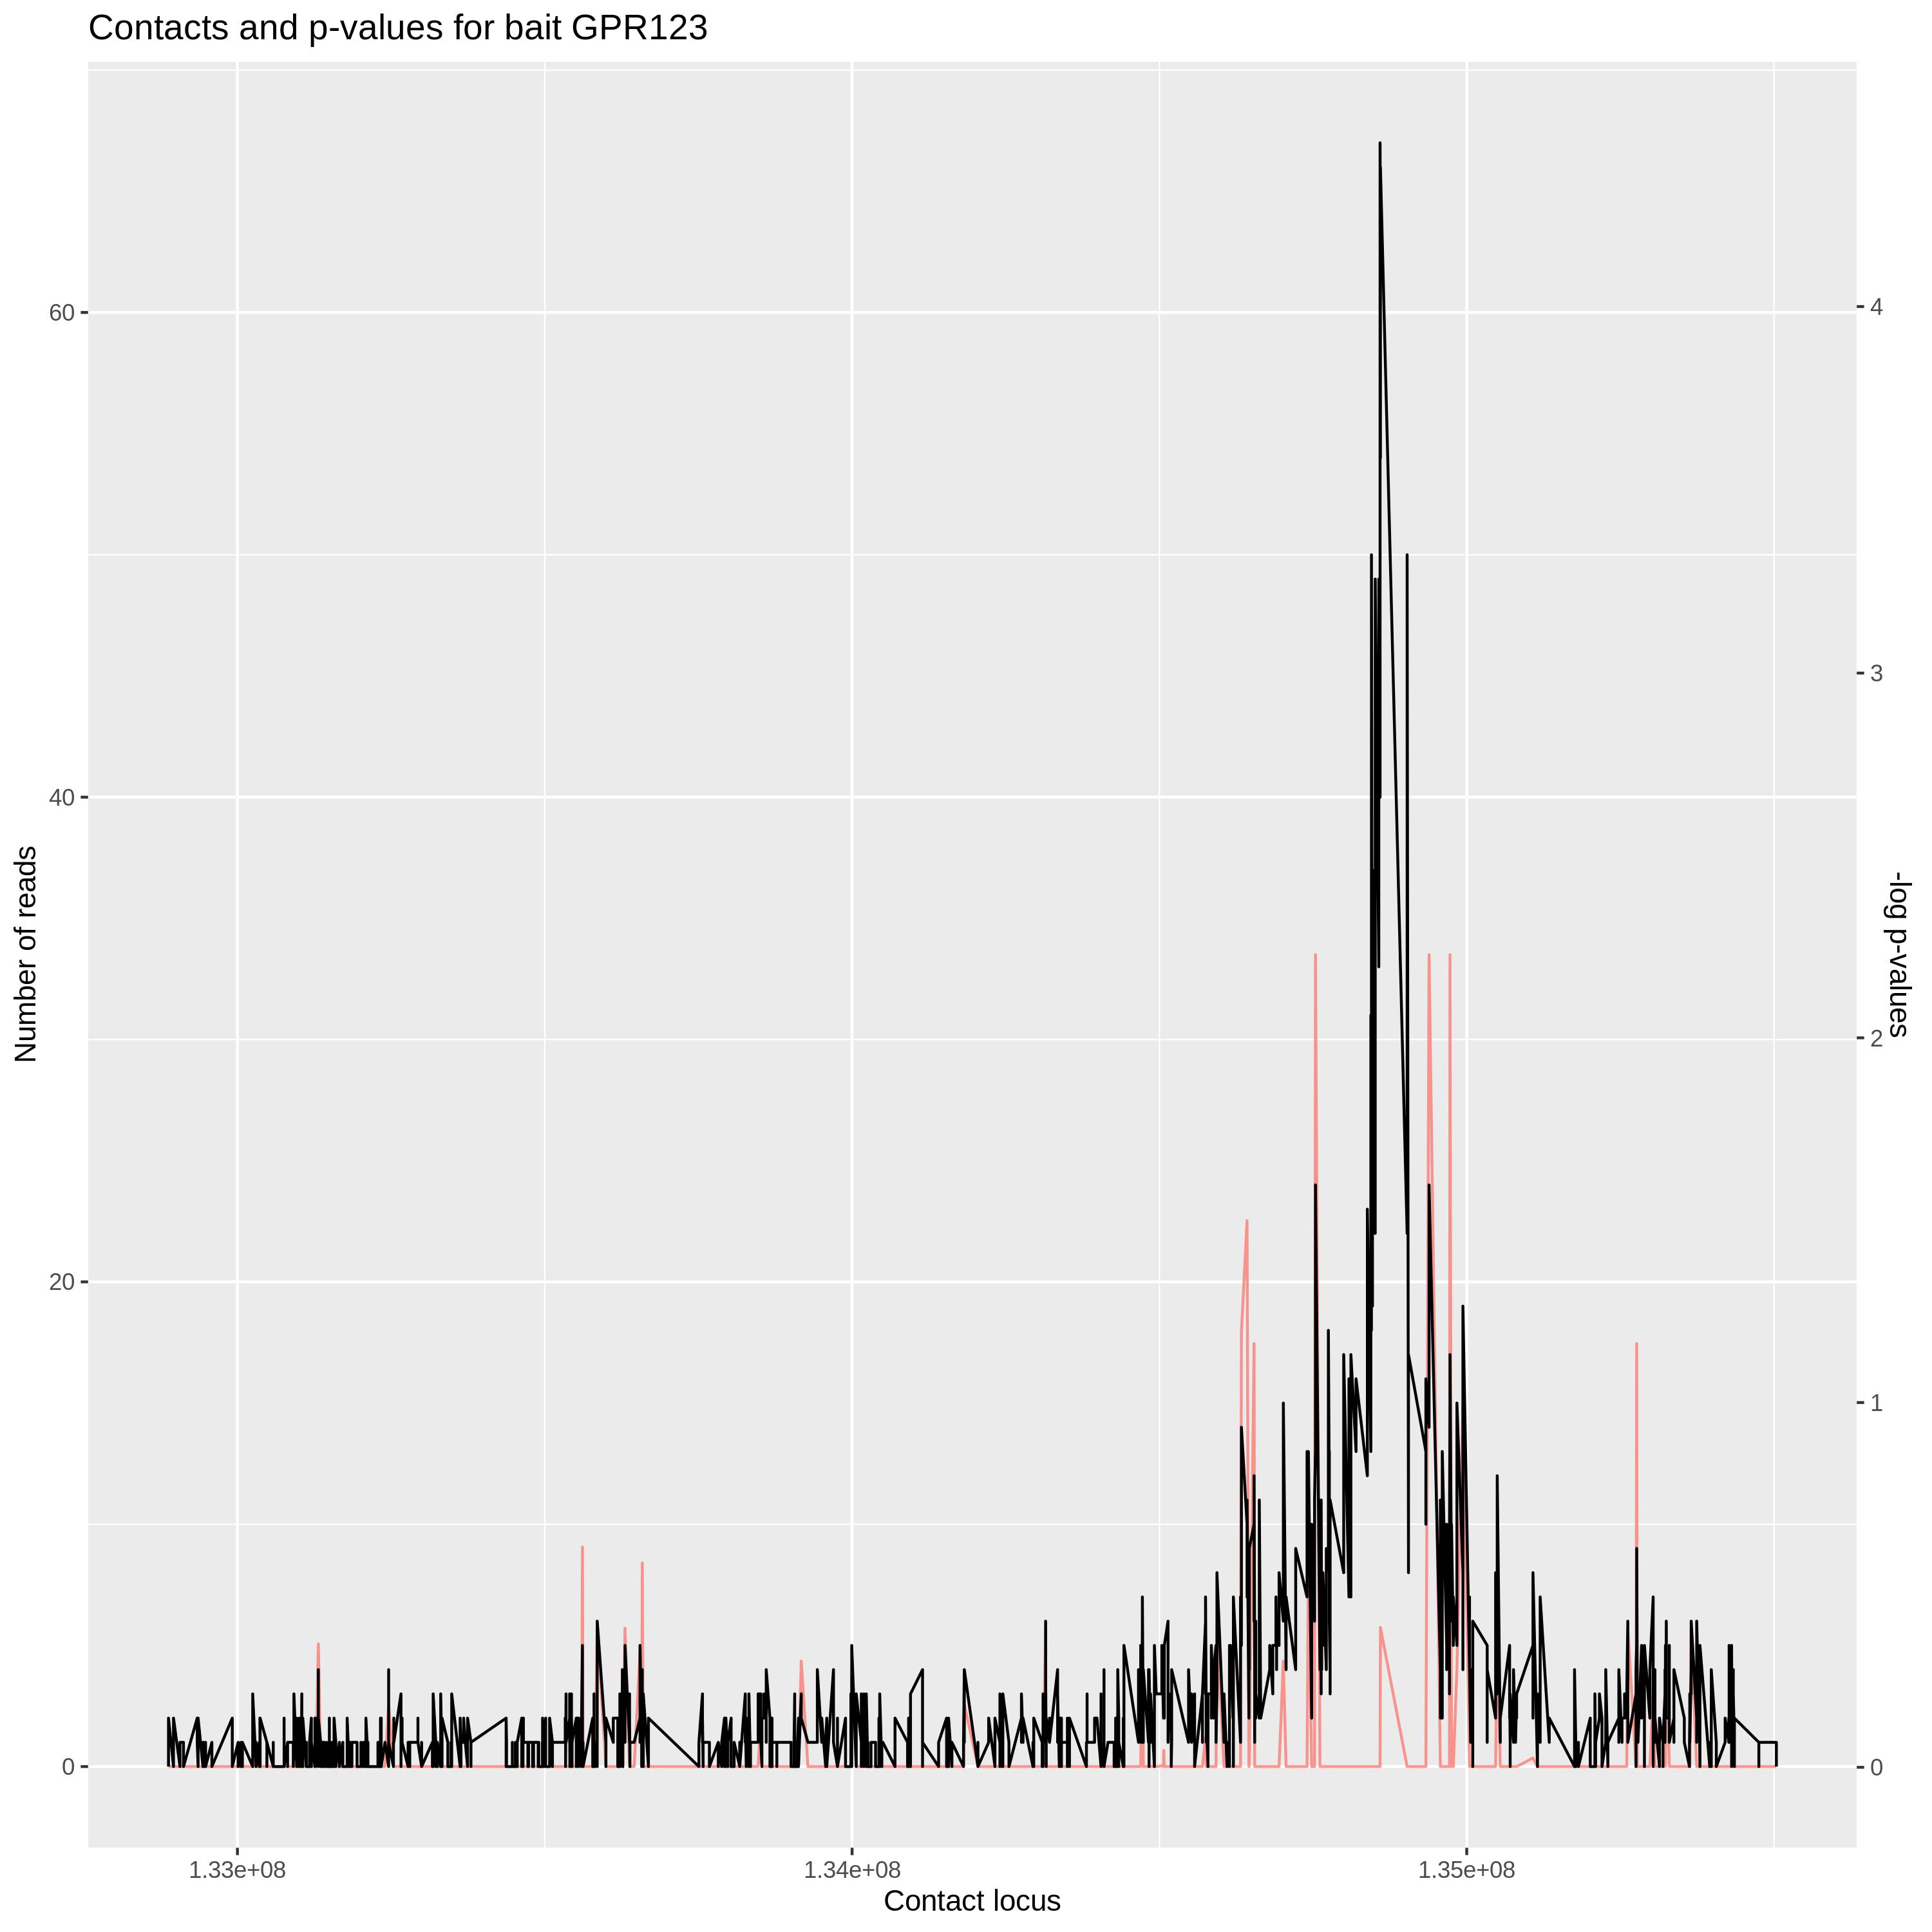 Contacts and p-values for bait GPR123
60
40
20
0
Number of reads
4
3
2
1
0
-log p-values
1.33e+08
1.34e+08
1.35e+08
Contact locus